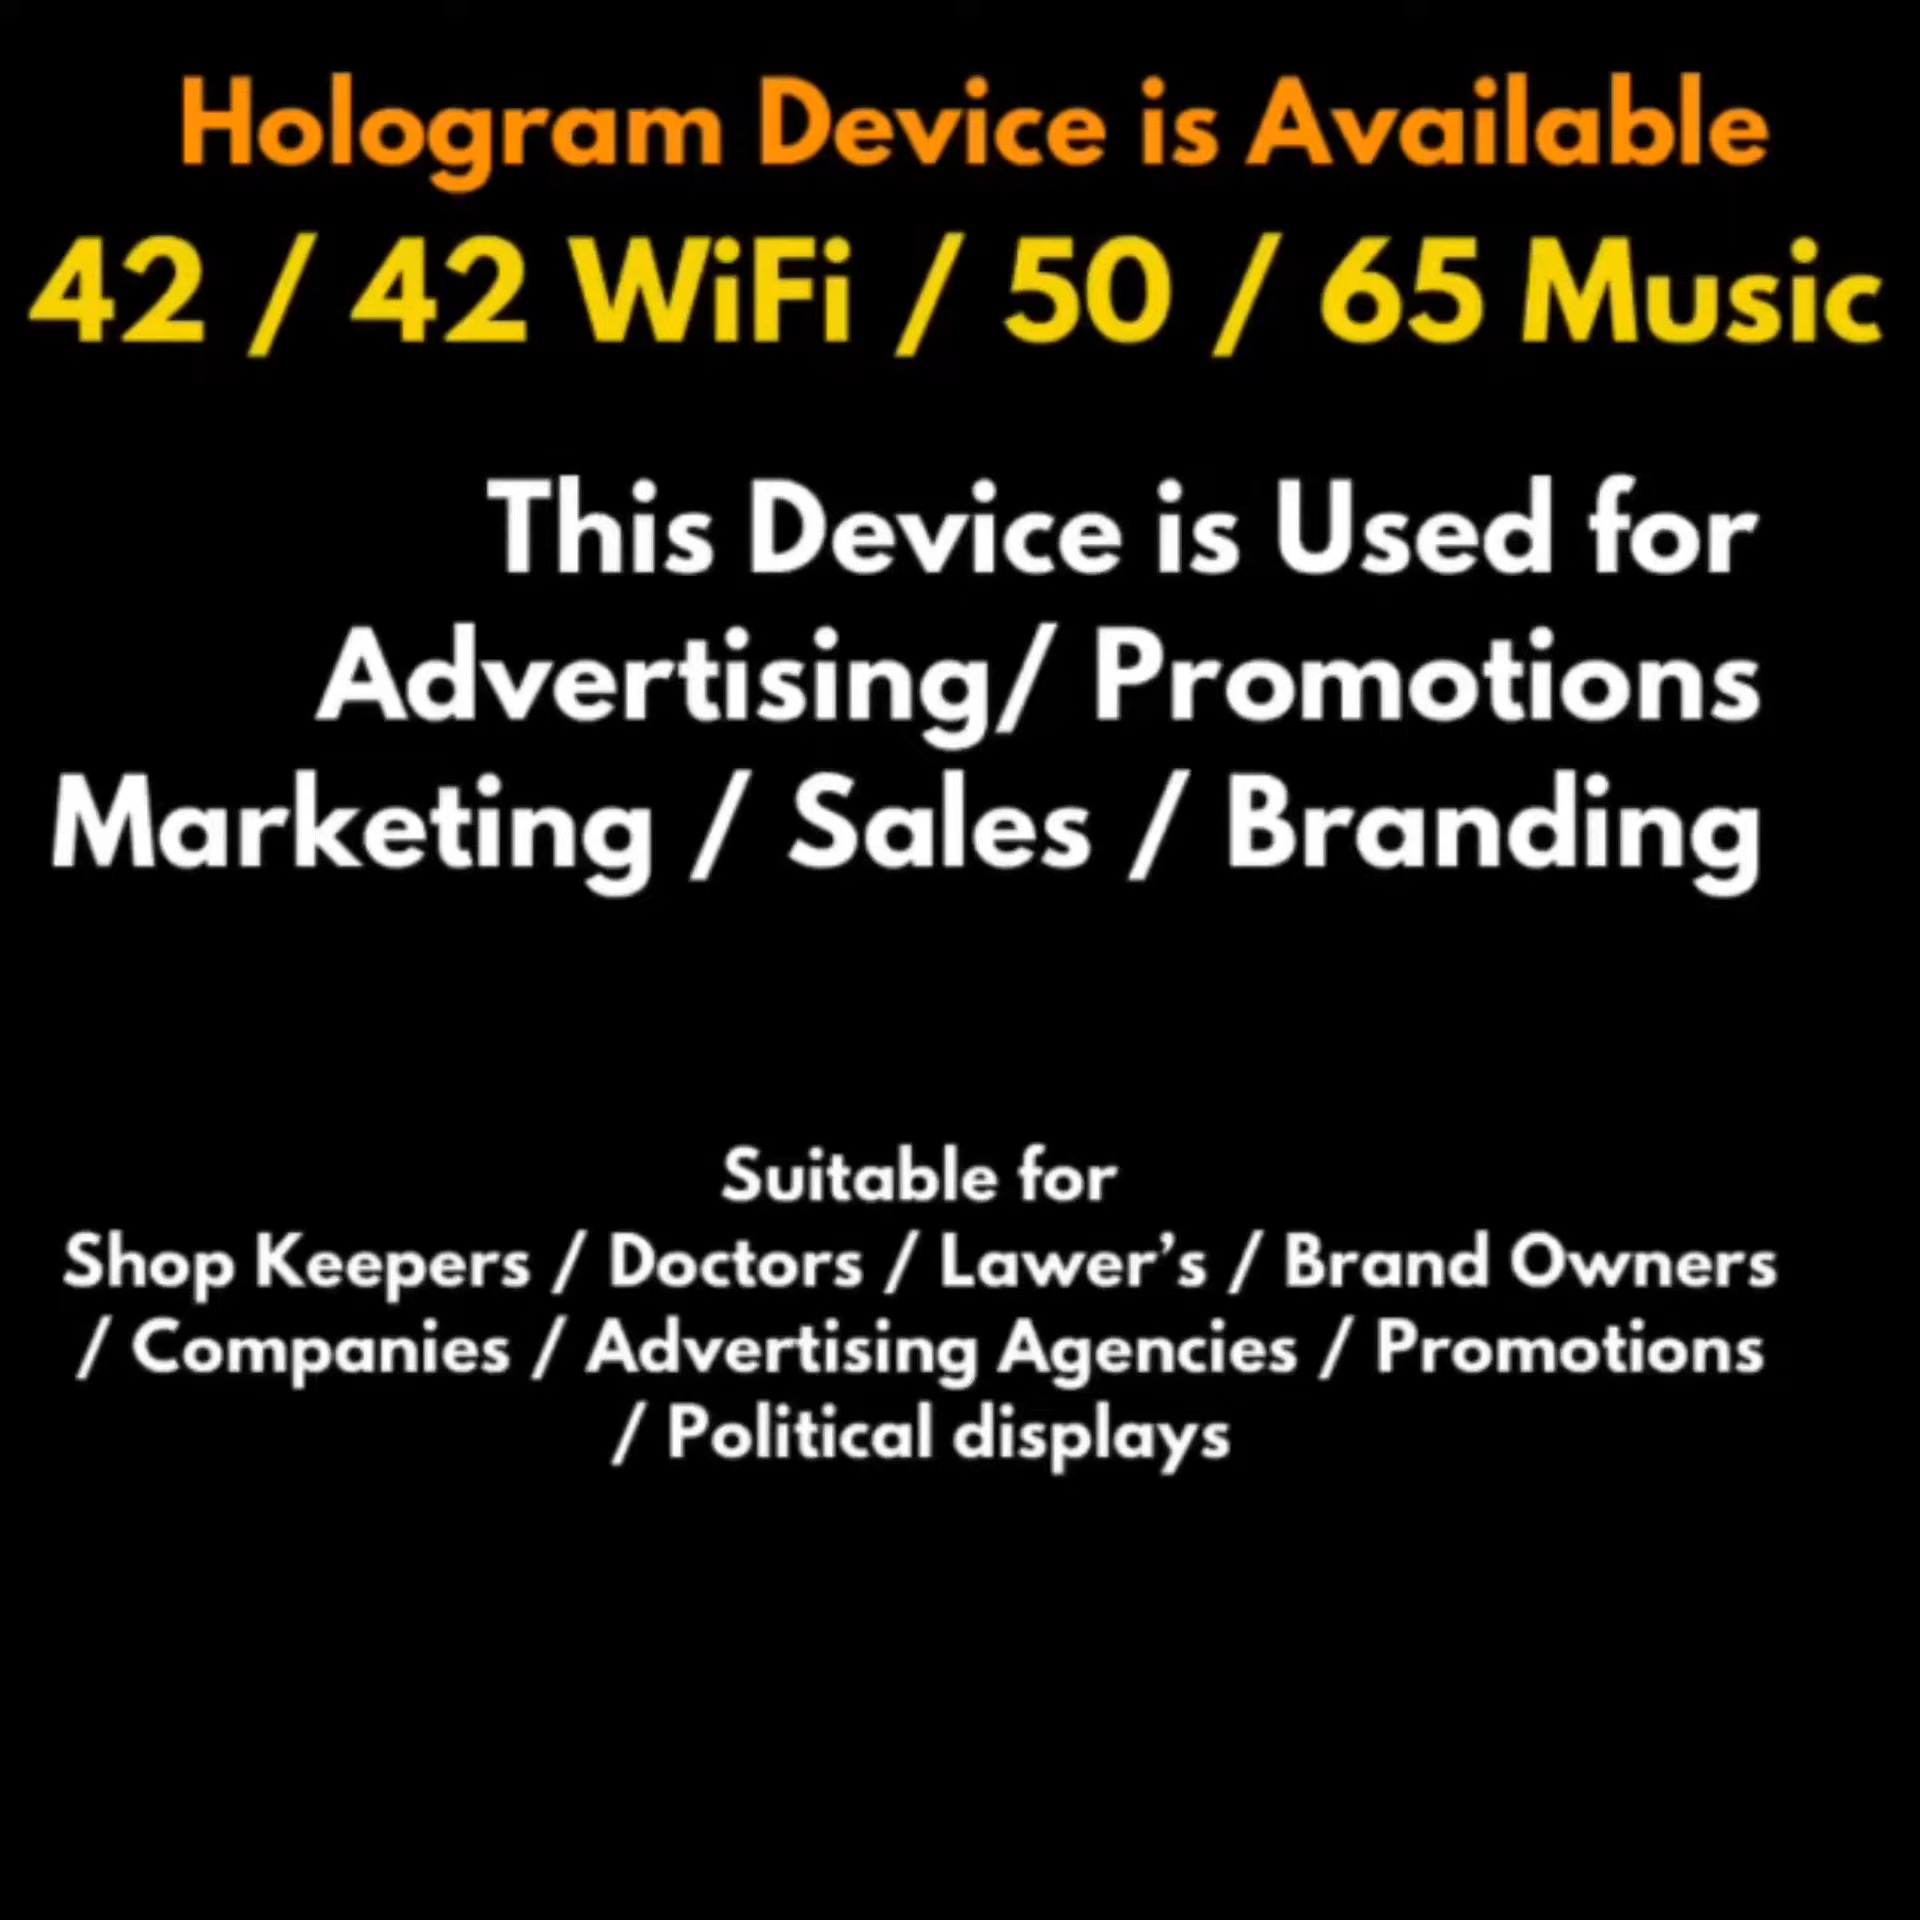 Hologram Device is Available
42 / 42 WiFi / 50 / 65 Music
This Device is Used for
Advertising/ Promotions
Marketing / Sales / Branding
Suitable for
Shop Keepers / Doctors / Lawer’s / Brand Owners
/ Companies / Advertising Agencies / Promotions
/ Political displays